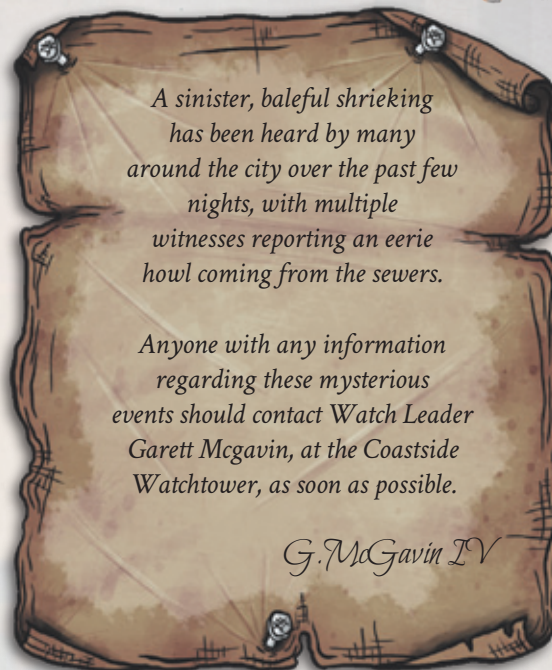 A sinister, baleful shrieking
has been heard by many
around the city over the past few
nights, with multiple
witnesses reporting an eerie
howl coming from the sewers.
Anyone with any information
regarding these mysterious
events should contact Watch Leader
Garett Mcgavin, at the Coastside
Watchtower, as soon as possible.
G.McGavin IV